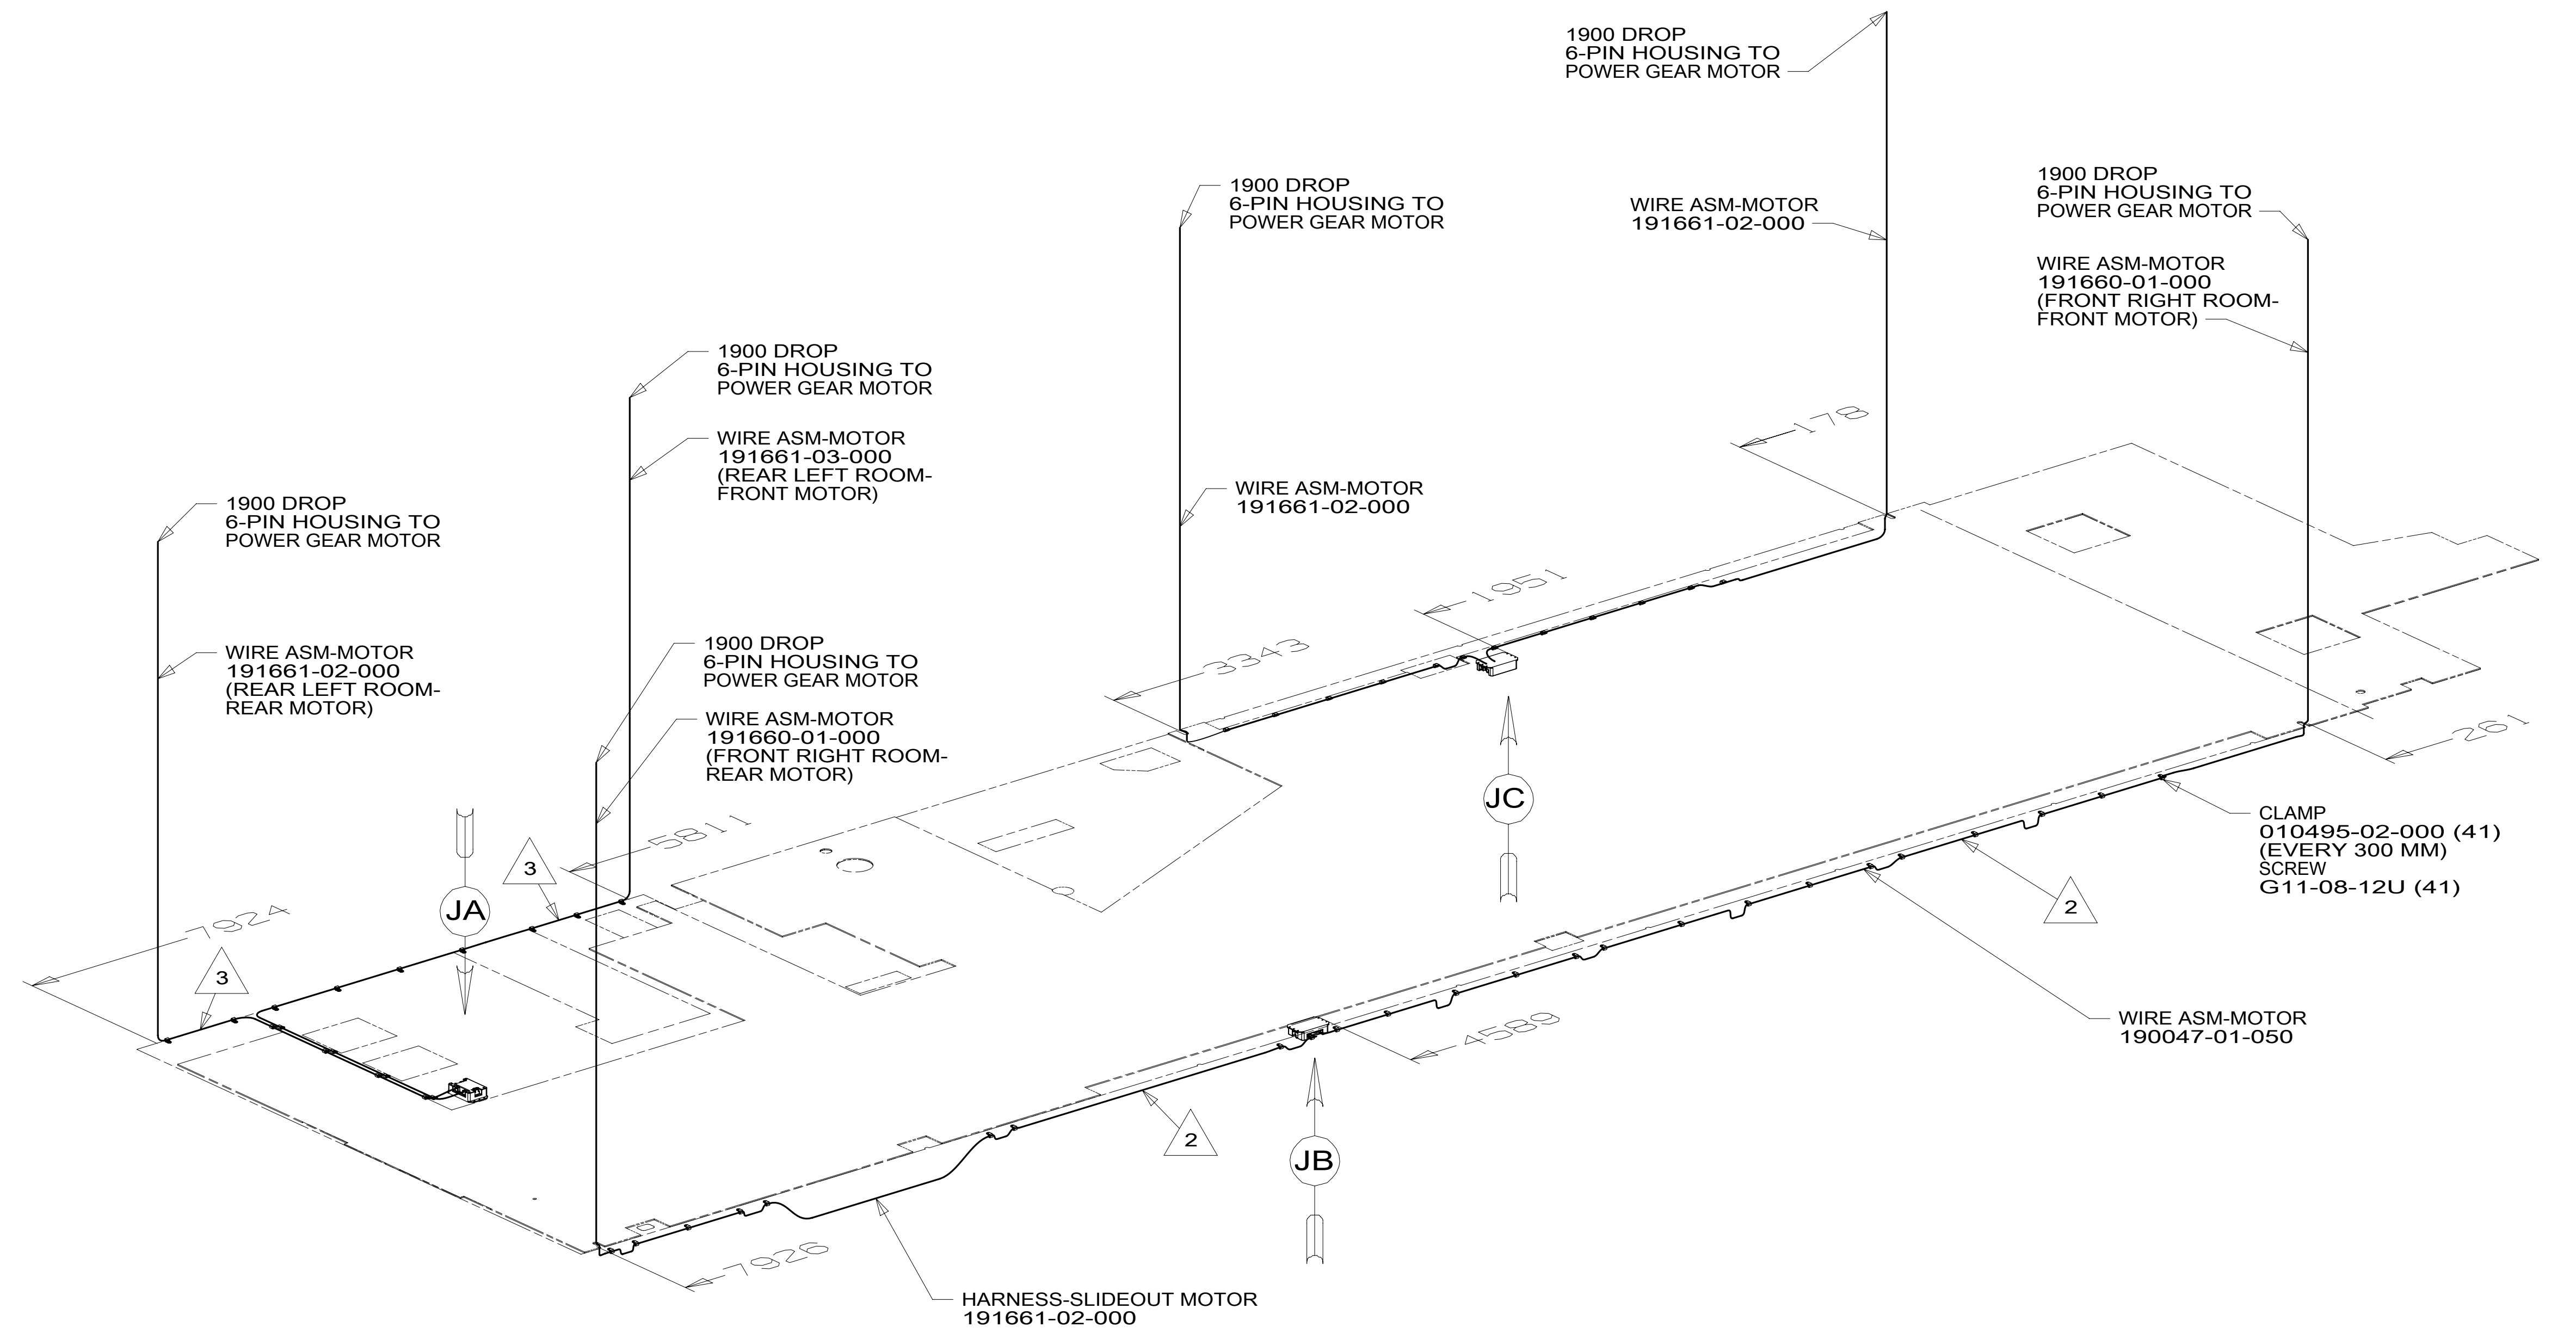 1900 DROP
6-PIN HOUSING TO
POWER GEAR MOTOR
1900 DROP
6-PIN HOUSING TO
POWER GEAR MOTOR
WIRE ASM-MOTOR
191661-02-000
1900 DROP
6-PIN HOUSING TO
POWER GEAR MOTOR
WIRE ASM-MOTOR
191660-01-000
(FRONT RIGHT ROOM-
FRONT MOTOR)
1900 DROP
6-PIN HOUSING TO
POWER GEAR MOTOR
WIRE ASM-MOTOR
191661-03-000
(REAR LEFT ROOM-
FRONT MOTOR)
WIRE ASM-MOTOR
191661-02-000
178
1900 DROP
6-PIN HOUSING TO
POWER GEAR MOTOR
WIRE ASM-MOTOR
191661-02-000
(REAR LEFT ROOM-
REAR MOTOR)
1900 DROP
6-PIN HOUSING TO
POWER GEAR MOTOR
WIRE ASM-MOTOR
191660-01-000
(FRONT RIGHT ROOM-
REAR MOTOR)
1951
3343
261
JC
CLAMP
010495-02-000 (41)
(EVERY 300 MM)
SCREW
G11-08-12U (41)
5811
3
JA
7924
3
2
4589
WIRE ASM-MOTOR
190047-01-050
2
JB
7926
HARNESS-SLIDEOUT MOTOR
191661-02-000